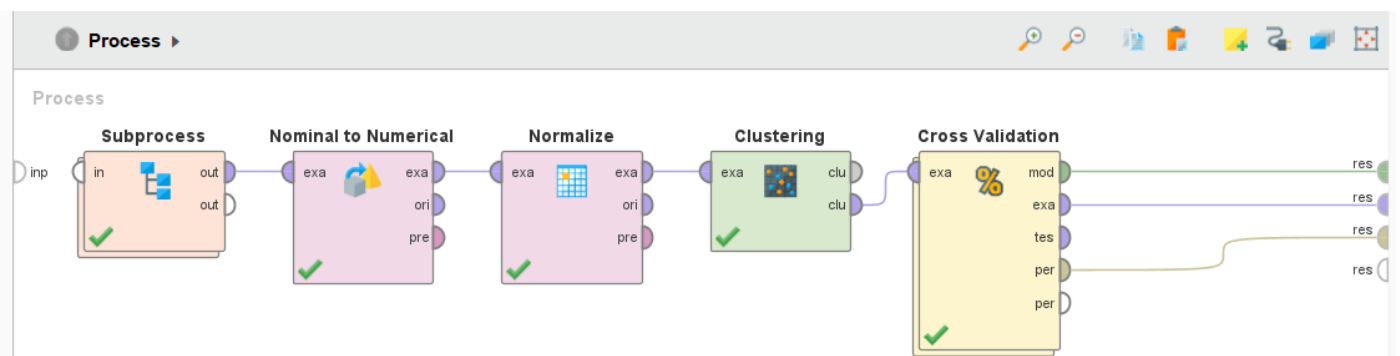 Process
Process
Subprocess
Nominal to Numerical
Normalize
Clustering
Cross Validation
inp
in
out
out
exa
exa
ori
pre
exa
exa
ori
pre
exa
clu
clu
exa
%
mod
exa
tes
per
per
res
res
res
res